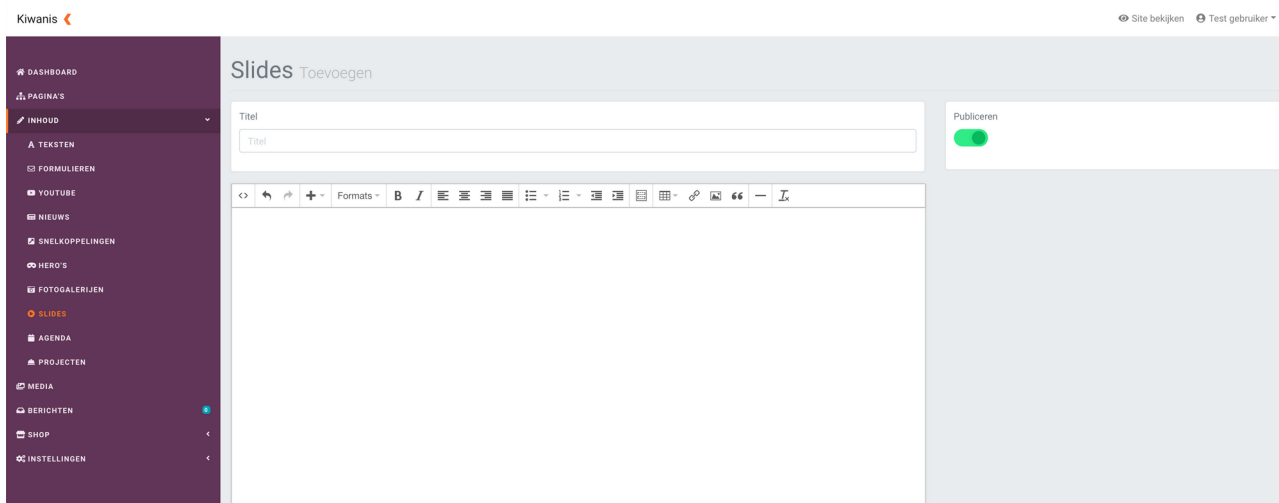 Kiwanis
Site bekijken
Test gebruiker
DASHBOARD
PAGINA'S
INHOUD
TEKSTEN
FORMULIEREN
YOUTUBE
NIEUWS
SNELKOPPELINGEN
HERO'S
FOTOGALERIJEN
SLIDES
AGENDA
PROJECTEN
MEDIA
BERICHTEN 0
SHOP
INSTELLINGEN
Slides Toevoegen
Titel
Titel
Publiceren
Formats